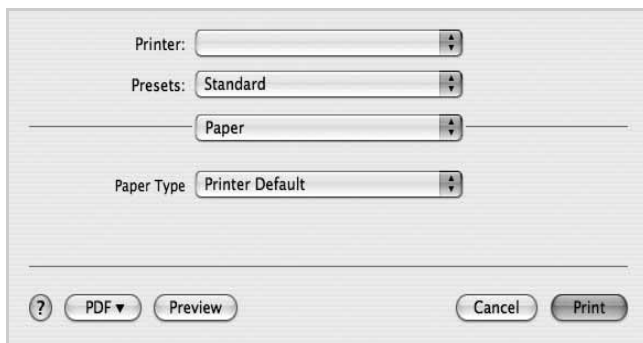 Printer:
Presets: Standard
Paper
Paper Type Printer Default
? PDF▼ Preview Cancel Print